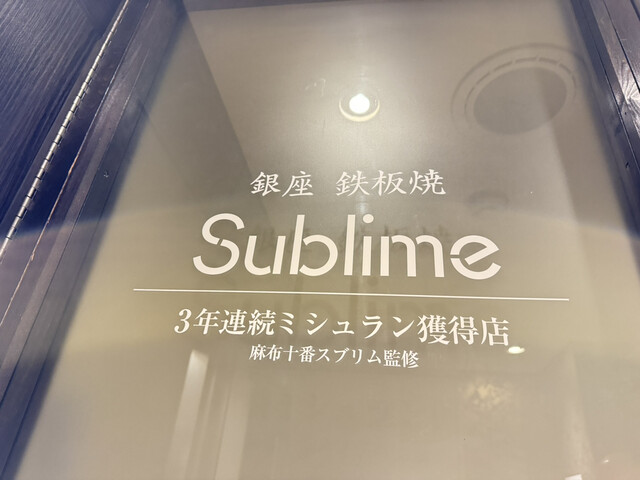 銀座 鉄板焼
Sublime
3年連続ミシュラン獲得店
麻布十番スブリム監修